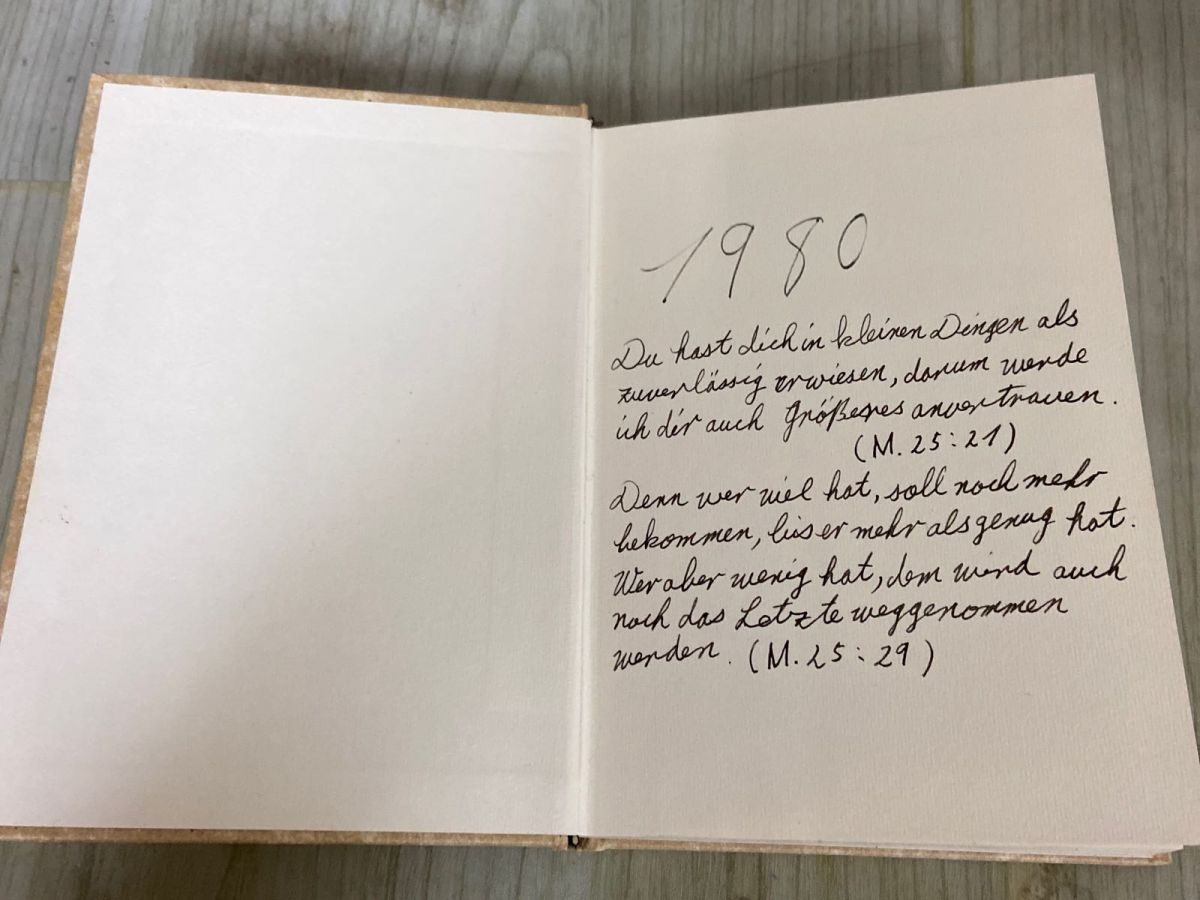 1980
Du hast dich in kleinen Dingen als
zuverlässig erwiesen, darum werde
ich dir auch Größeres anvertrauen.
(M. 25:21)
Denn wer viel hat, soll noch mehr
bekommen, bis er mehr als genug hat.
Wer aber wenig hat, dem wird auch
noch das Letzte weggenommen
werden. (M. 25:29)